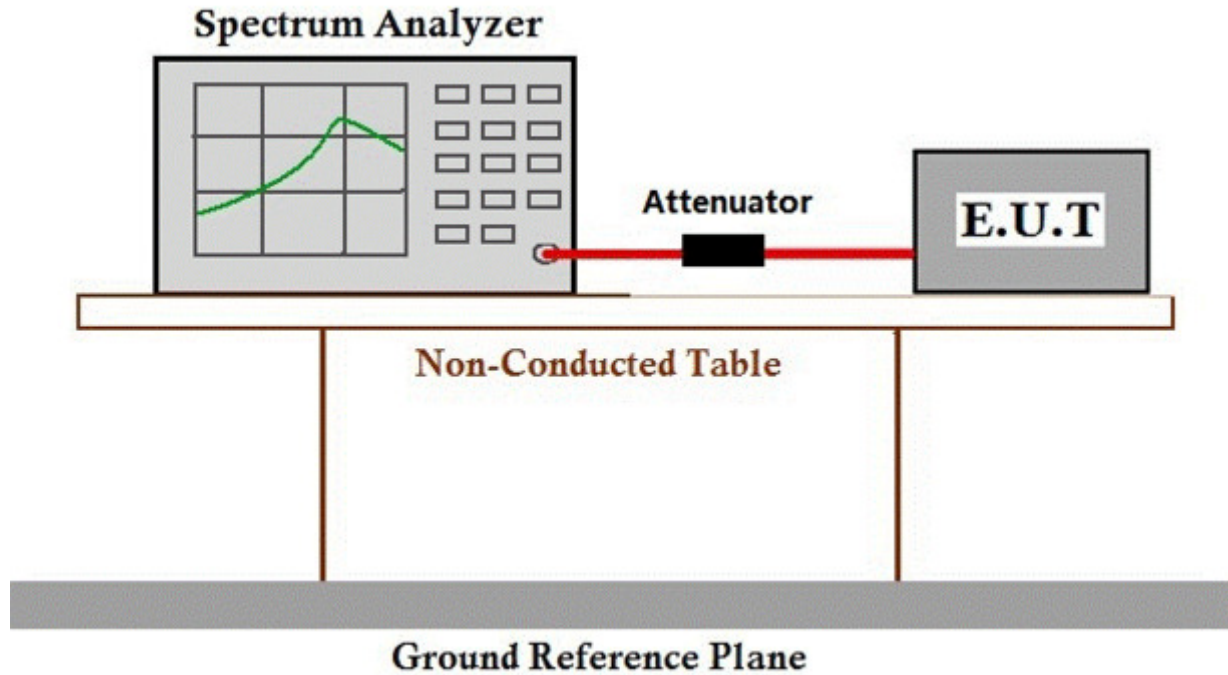 Spectrum Analyzer
Attenuator
E.U.T
Non-Conducted Table
Ground Reference Plane